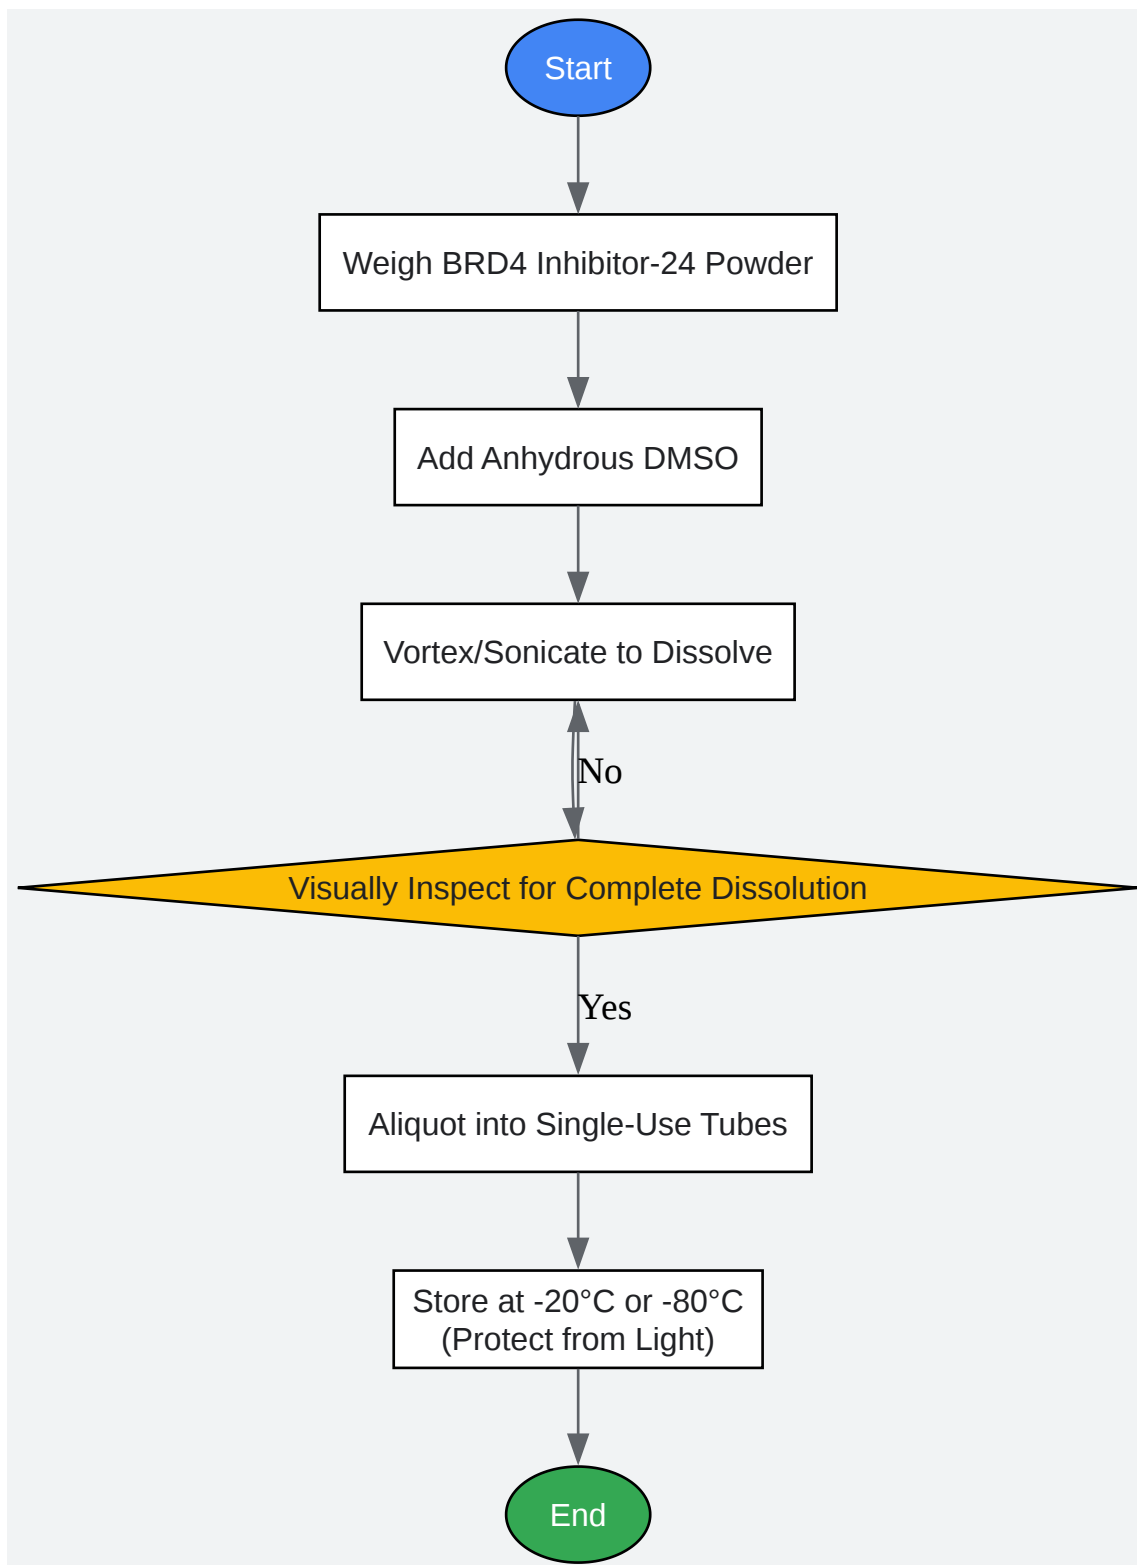 Start
Weigh BRD4 Inhibitor-24 Powder
Add Anhydrous DMSO
Vortex/Sonicate to Dissolve
No
Visually Inspect for Complete Dissolution
Yes
Aliquot into Single-Use Tubes
Store at -20°C or -80°C
(Protect from Light)
End